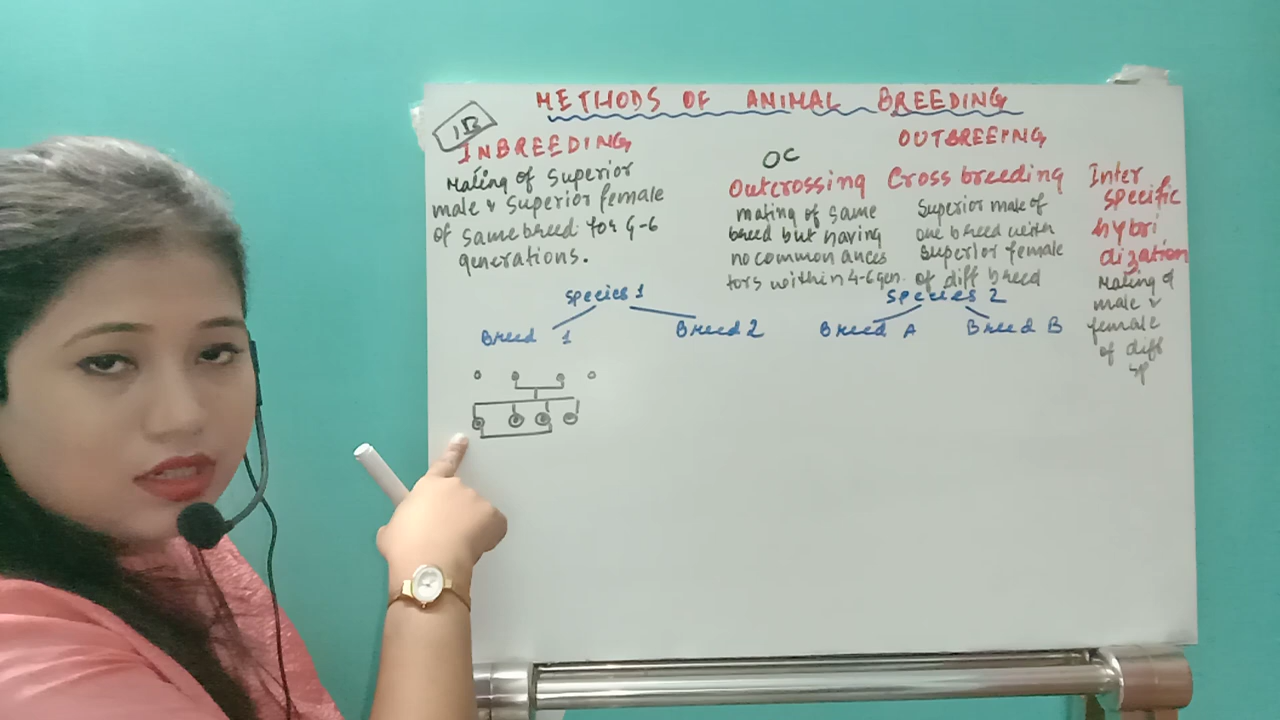 METHODS OF ANIMAL BREEDING
IB
INBREEDING
Mating of Superior
male & Superior female
of same breed for 4-6
generations.
OUTBREEDING
OC
Outcrossing
mating of same
breed but having
no common ances
tors within 4-6 gen.
Cross breeding
Superior male of
one breed with
Superior female
of diff breed
Inter
specific
hybri
dization
Mating of
male &
female
of diff
sp
Species 1
Breed 1
Breed 2
Species 2
Breed A
Breed B